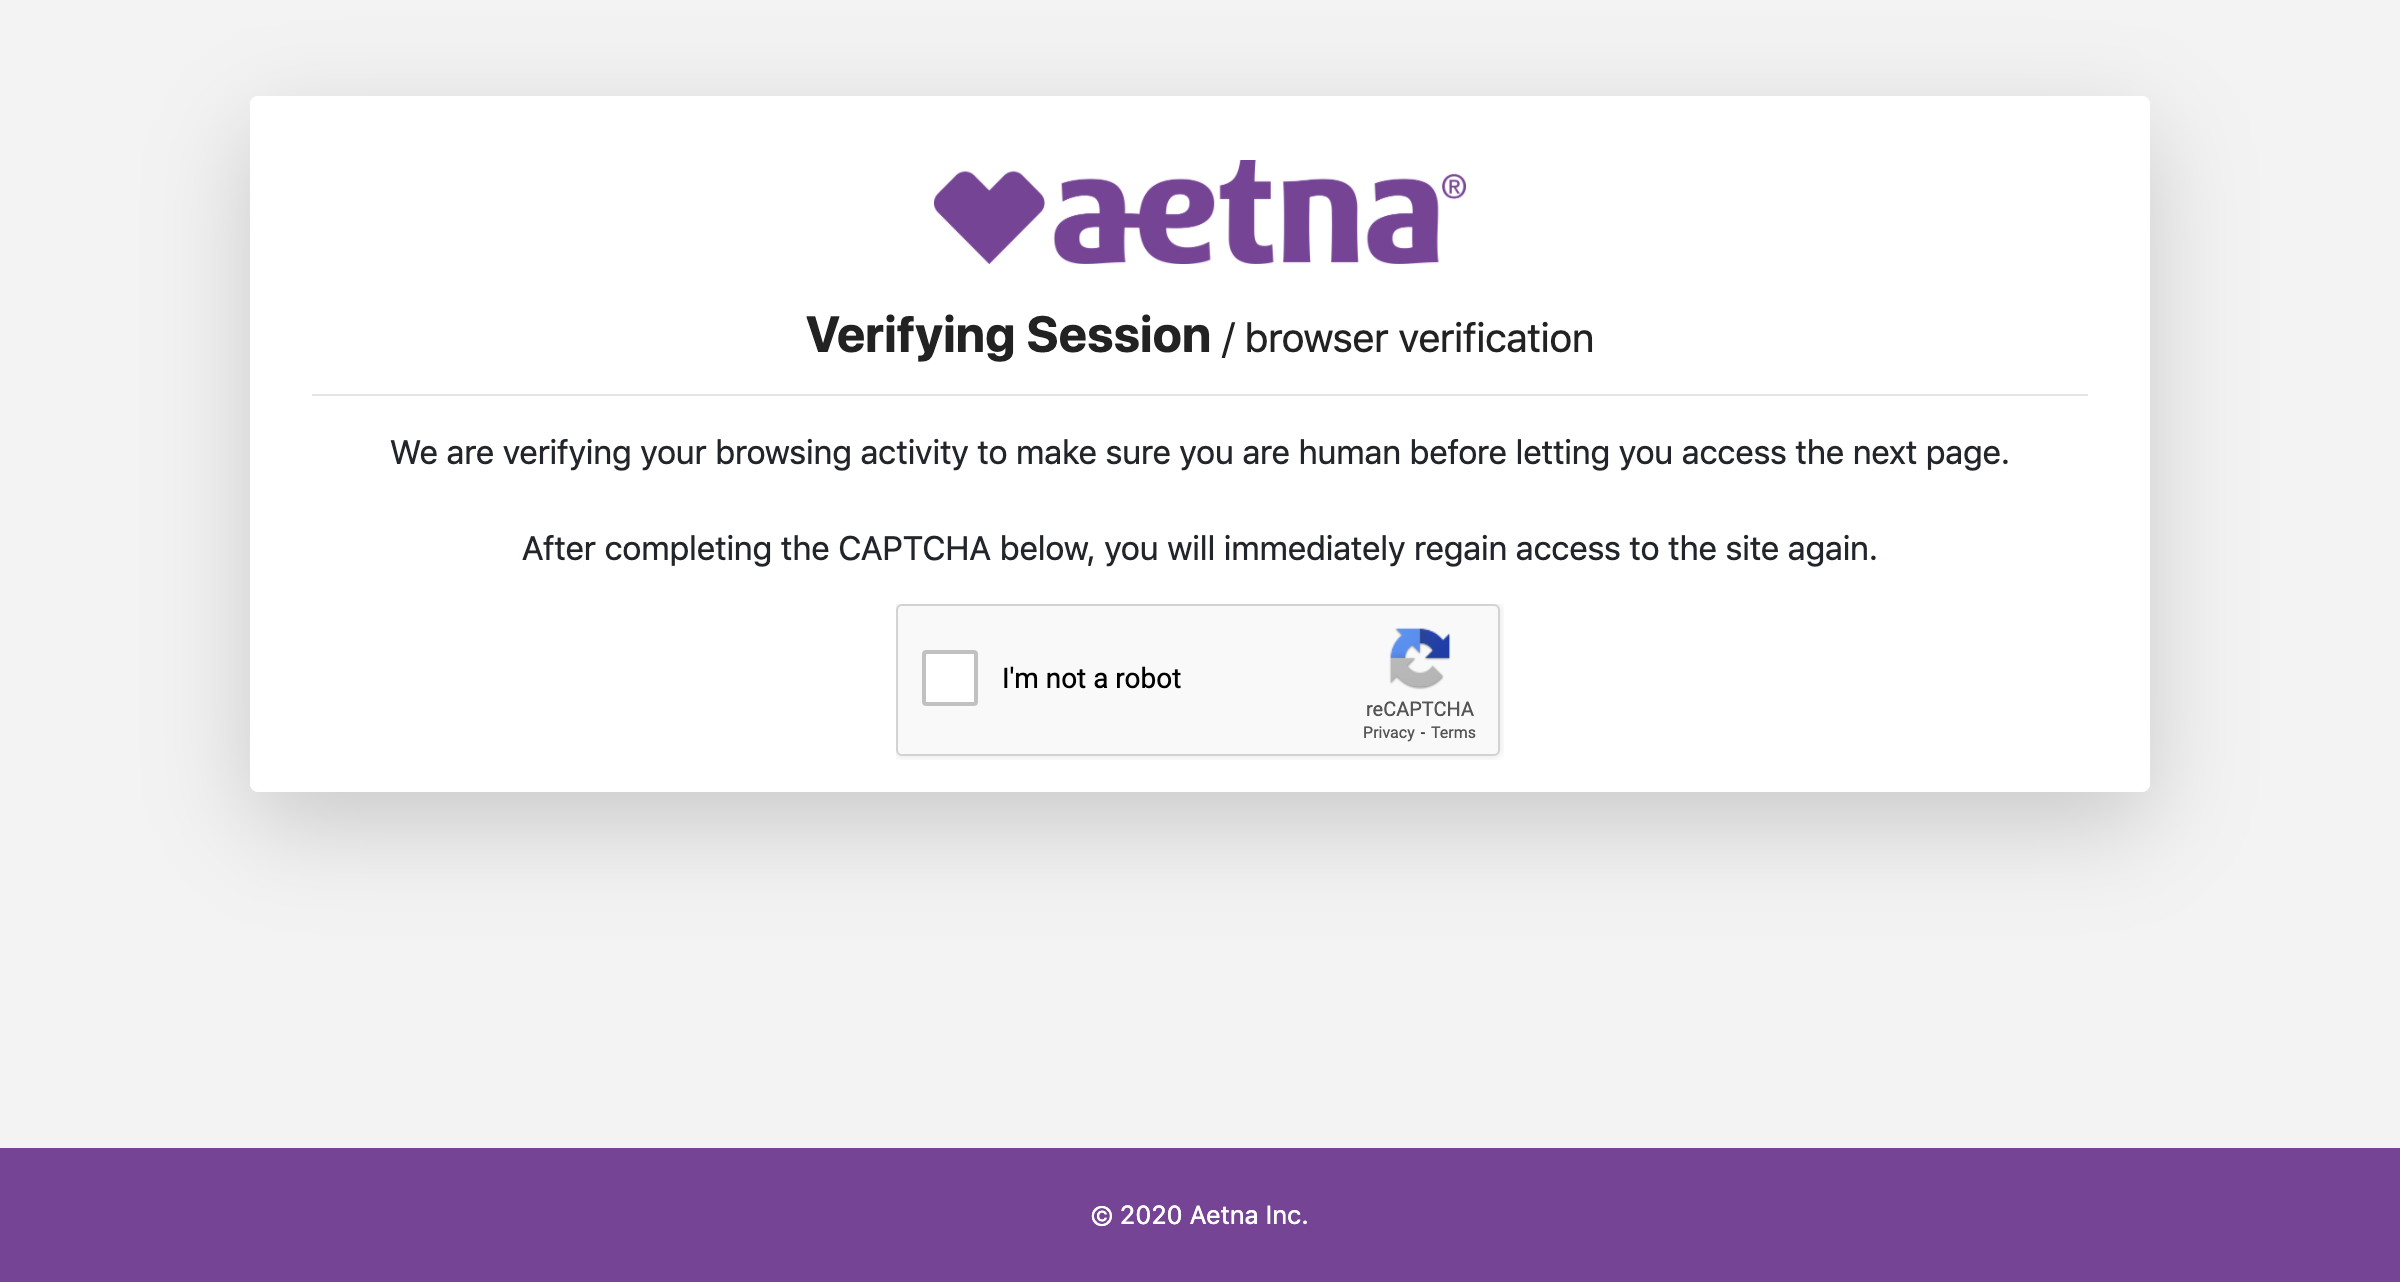 aetna®
Verifying Session / browser verification
We are verifying your browsing activity to make sure you are human before letting you access the next page.
After completing the CAPTCHA below, you will immediately regain access to the site again.
I'm not a robot
reCAPTCHA
Privacy - Terms
© 2020 Aetna Inc.